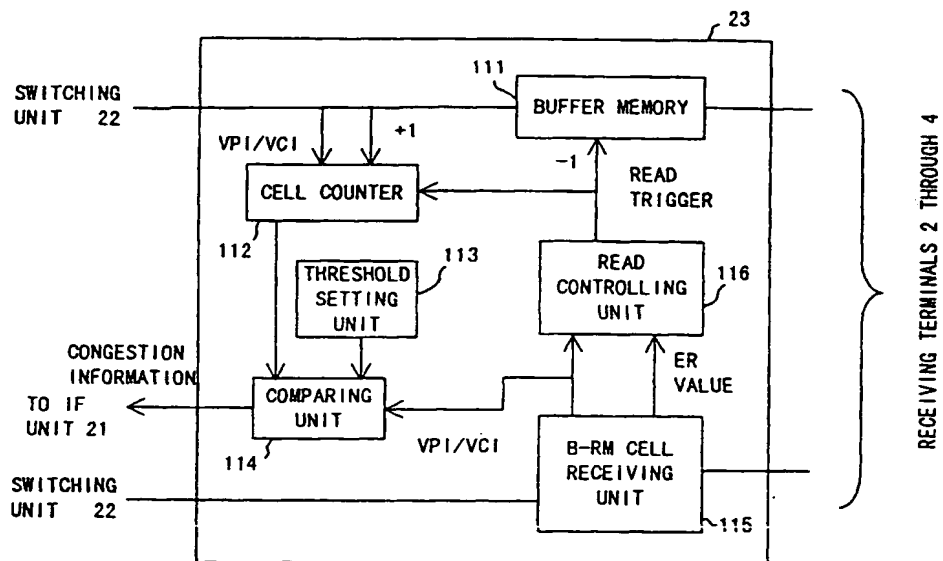 23
SWITCHING
UNIT 22
111
BUFFER MEMORY
VPI/VCI
+1
-1
READ
TRIGGER
CELL COUNTER
112
113
THRESHOLD
SETTING
UNIT
READ
CONTROLLING
UNIT
116
CONGESTION
INFORMATION
TO IF
UNIT 21
COMPARING
UNIT
114
ER
VALUE
VPI/VCI
B-RM CELL
RECEIVING
UNIT
115
SWITCHING
UNIT 22
RECEIVING TERMINALS 2 THROUGH 4